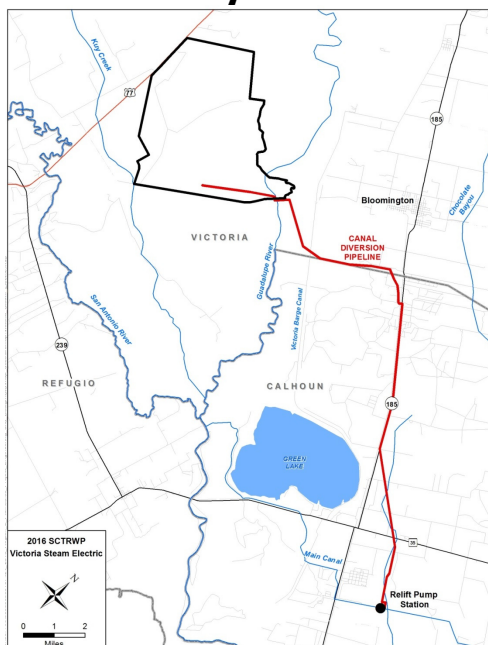 Kuy Creek
77
185
Bloomington
Chocolate
Bayou
CANAL
DIVERSION
PIPELINE
VICTORIA
Guadalupe River
Victoria Barge Canal
San Antonio River
239
REFUGIO
CALHOUN
185
GREEN
LAKE
35
Main Canal
Relift Pump
Station
2016 SCTRWP
Victoria Steam Electric
N
0 1 2
Miles